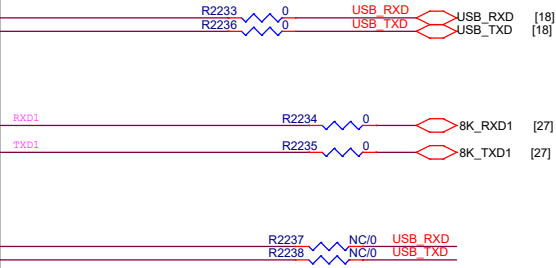 R2233 0 USB_RXD USB_RXD [18]
R2236 0 USB_TXD USB_TXD [18]
RXD1 R2234 0 8K_RXD1 [27]
TXD1 R2235 0 8K_TXD1 [27]
R2237 NC/0 USB_RXD
R2238 NC/0 USB_TXD